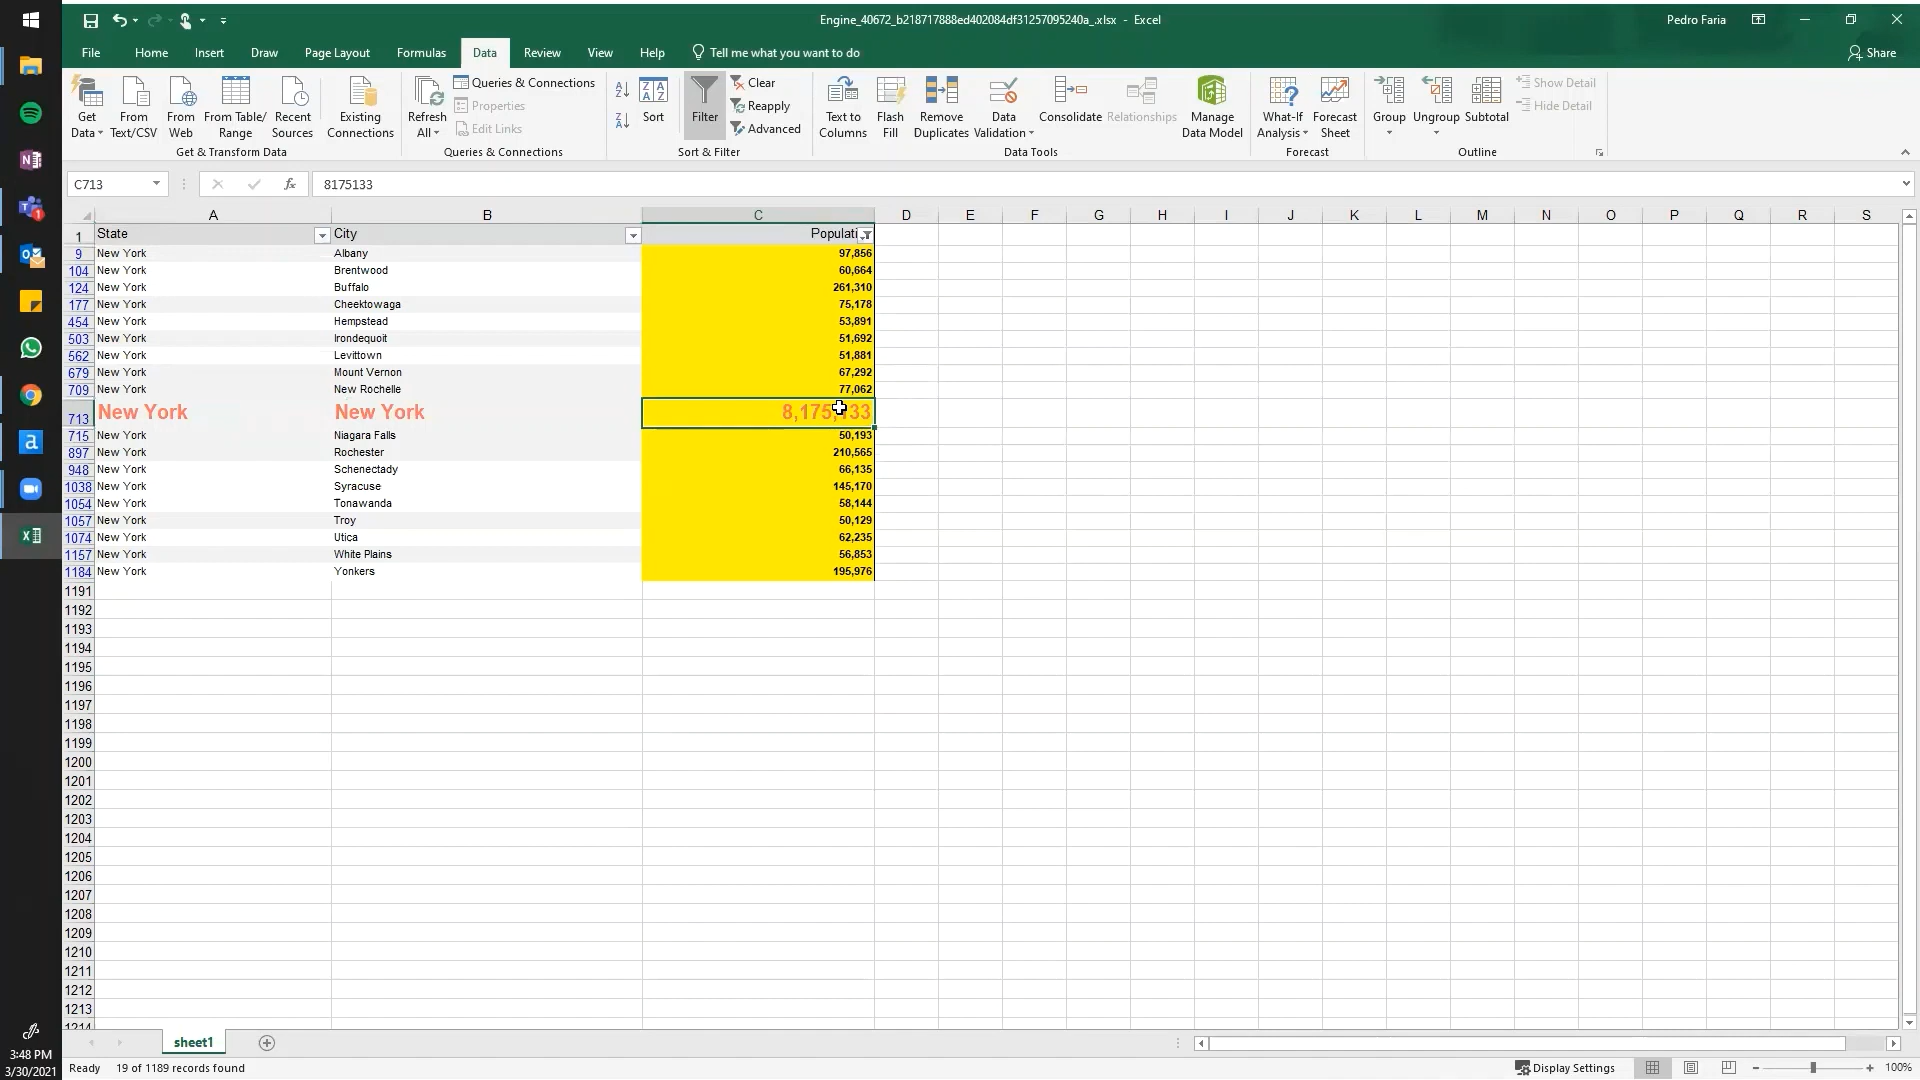 Engine_40672_b218717888ed402084df31257095240a_.xlsx - Excel
Pedro Faria
File Home Insert Draw Page Layout Formulas Data Review View Help Tell me what you want to do
Share
Get Data
From Text/CSV
From Web
From Table/ Range
Recent Sources
Existing Connections
Get & Transform Data
Refresh All
Queries & Connections
Properties
Edit Links
Queries & Connections
Sort
Filter
Clear
Reapply
Advanced
Sort & Filter
Text to Columns
Flash Fill
Remove Duplicates
Data Validation
Consolidate
Relationships
Manage Data Model
Data Tools
What-If Analysis
Forecast Sheet
Forecast
Group
Ungroup
Subtotal
Show Detail
Hide Detail
Outline
C713 fx 8175133
A B C D E F G H I J K L M N O P Q R S
1 State City Populati
9 New York Albany 97,856
104 New York Brentwood 60,664
124 New York Buffalo 261,310
177 New York Cheektowaga 75,178
454 New York Hempstead 53,891
503 New York Irondequoit 51,692
562 New York Levittown 51,881
679 New York Mount Vernon 67,292
709 New York New Rochelle 77,062
713 New York New York 8,175,133
715 New York Niagara Falls 50,193
897 New York Rochester 210,565
948 New York Schenectady 66,135
1038 New York Syracuse 145,170
1054 New York Tonawanda 58,144
1057 New York Troy 50,129
1074 New York Utica 62,235
1157 New York White Plains 56,853
1184 New York Yonkers 195,976
1191
1192
1193
1194
1195
1196
1197
1198
1199
1200
1201
1202
1203
1204
1205
1206
1207
1208
1209
1210
1211
1212
1213
1214
sheet1
Ready 19 of 1189 records found
Display Settings
100%
3:48 PM
3/30/2021